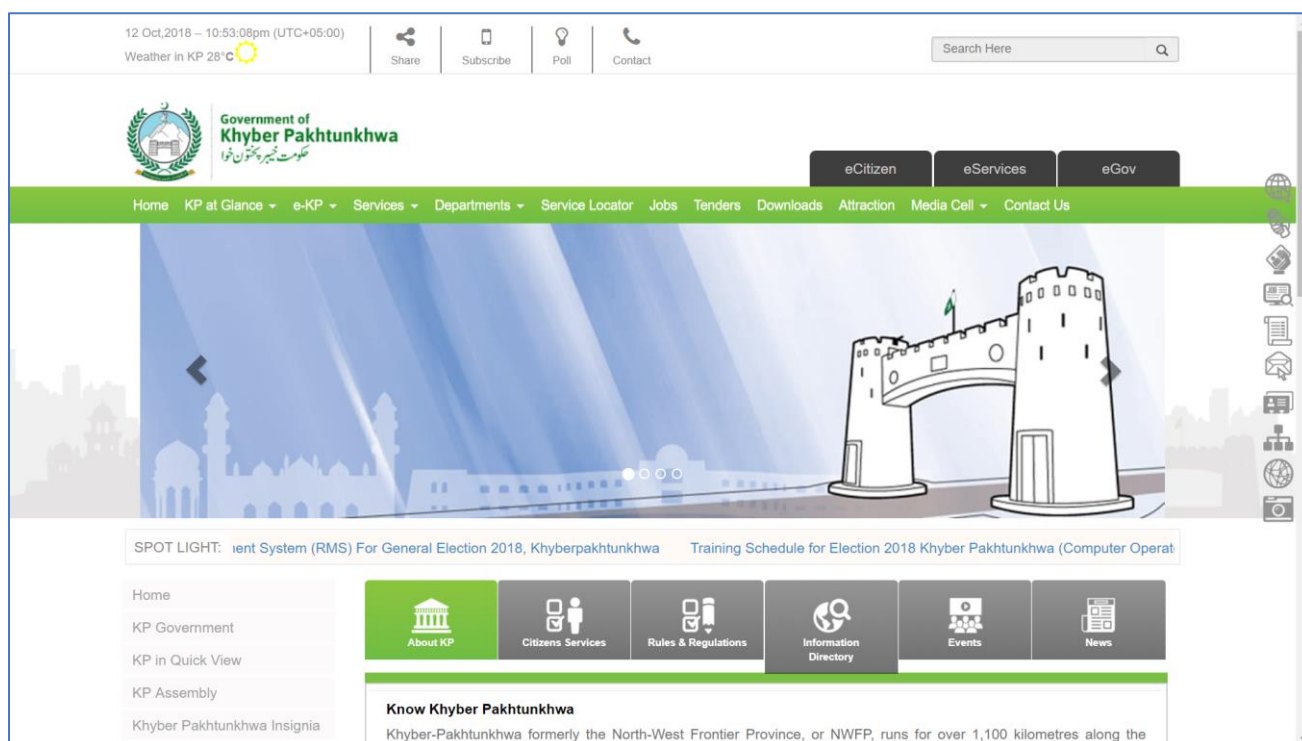 12 Oct,2018 – 10:53:08pm (UTC+05:00)
Weather in KP 28°C
Share
Subscribe
Poll
Contact
Search Here
Government of
Khyber Pakhtunkhwa
حکومت خیبر پختون خوا
eCitizen
eServices
eGov
Home KP at Glance e-KP Services Departments Service Locator Jobs Tenders Downloads Attraction Media Cell Contact Us
SPOT LIGHT: ent System (RMS) For General Election 2018, Khyberpakhtunkhwa Training Schedule for Election 2018 Khyber Pakhtunkhwa (Computer Operat
Home
KP Government
KP in Quick View
KP Assembly
Khyber Pakhtunkhwa Insignia
About KP
Citizens Services
Rules & Regulations
Information
Directory
Events
News
Know Khyber Pakhtunkhwa
Khyber-Pakhtunkhwa formerly the North-West Frontier Province, or NWFP, runs for over 1,100 kilometres along the